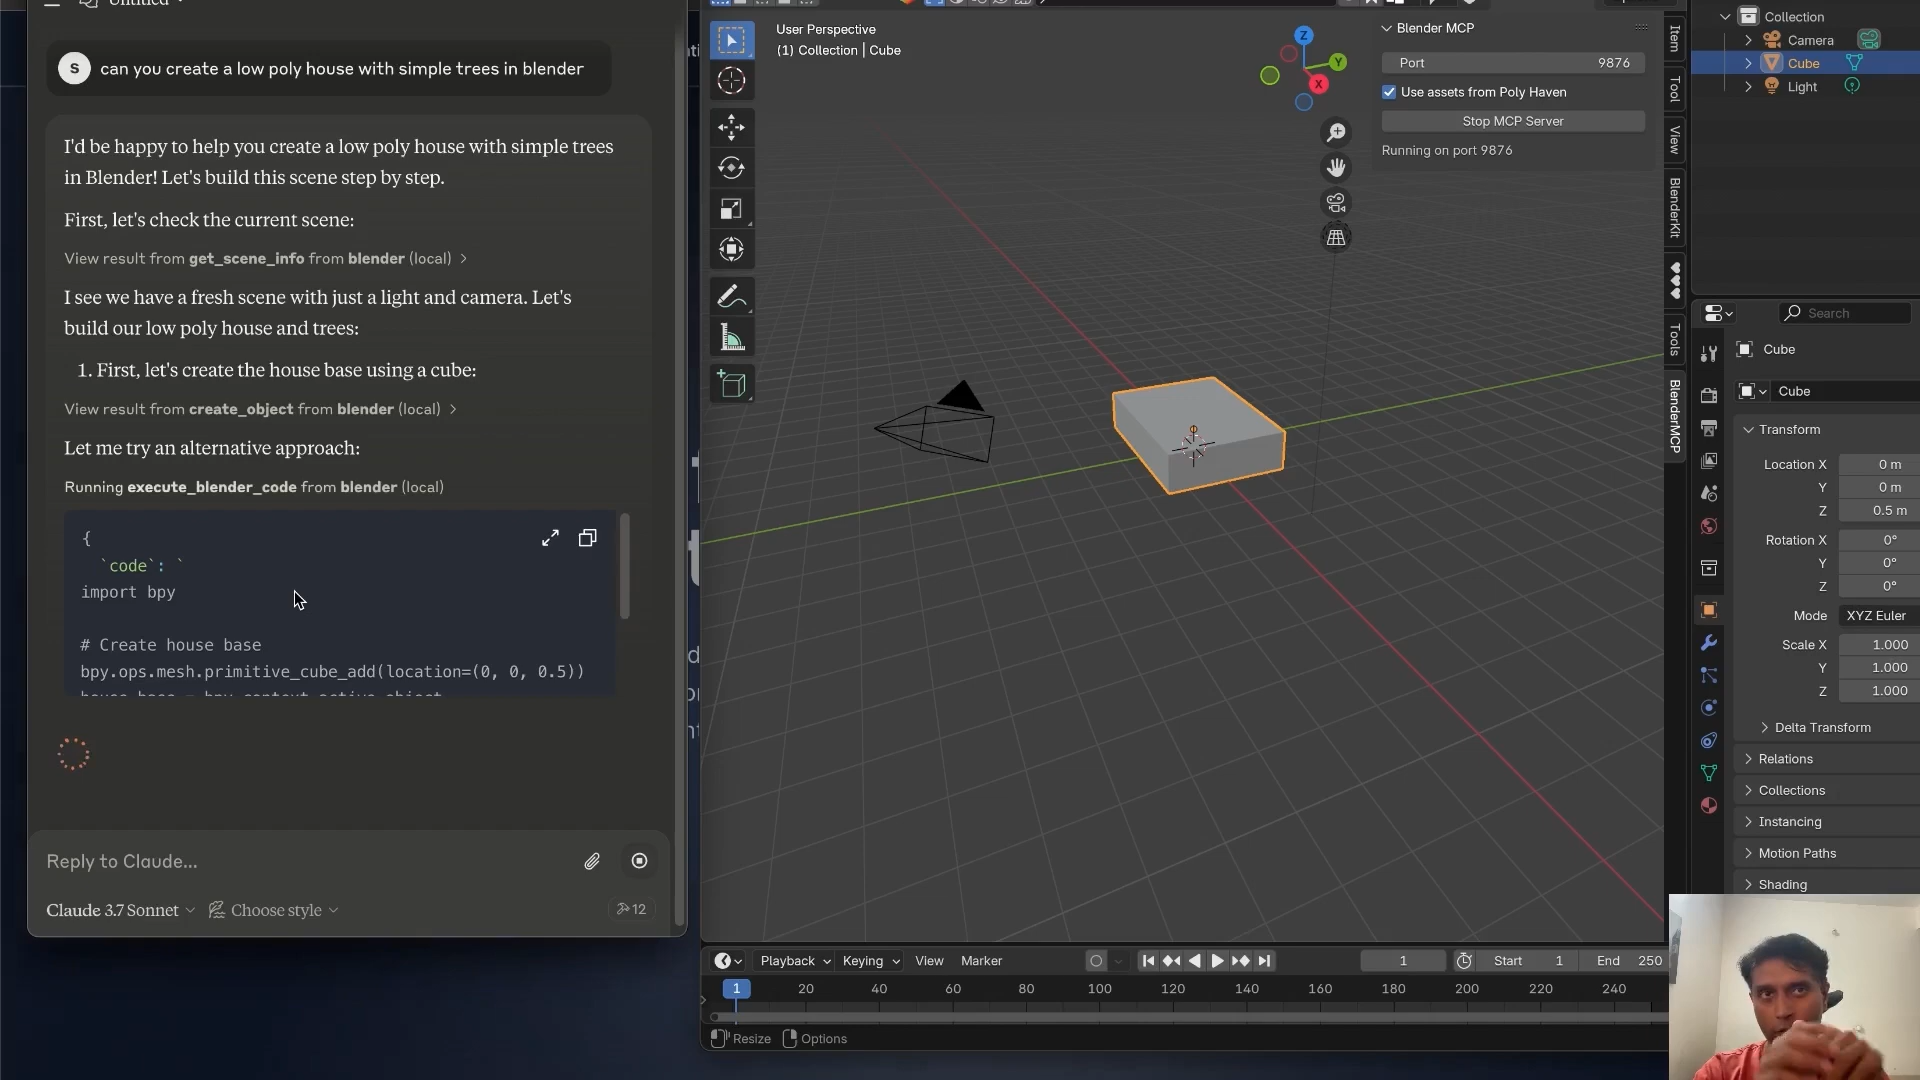 Untitled
S can you create a low poly house with simple trees in blender
I'd be happy to help you create a low poly house with simple trees
in Blender! Let's build this scene step by step.
First, let's check the current scene:
View result from get_scene_info from blender (local) >
I see we have a fresh scene with just a light and camera. Let's
build our low poly house and trees:
1. First, let's create the house base using a cube:
View result from create_object from blender (local) >
Let me try an alternative approach:
Running execute_blender_code from blender (local)
{
`code`: `
import bpy
# Create house base
bpy.ops.mesh.primitive_cube_add(location=(0, 0, 0.5))
house_base = bpy.context.active_object
Reply to Claude...
Claude 3.7 Sonnet
Choose style
12
User Perspective
(1) Collection | Cube
Z
Y
X
Blender MCP
Port 9876
Use assets from Poly Haven
Stop MCP Server
Running on port 9876
Item
Tool
View
BlenderKit
Tools
BlenderMCP
Collection
Camera
Cube
Light
Search
Cube
Cube
Transform
Location X 0 m
Y 0 m
Z 0.5 m
Rotation X 0°
Y 0°
Z 0°
Mode XYZ Euler
Scale X 1.000
Y 1.000
Z 1.000
Delta Transform
Relations
Collections
Instancing
Motion Paths
Shading
Playback Keying View Marker
1 Start 1 End 250
1 20 40 60 80 100 120 140 160 180 200 220 240
Resize Options